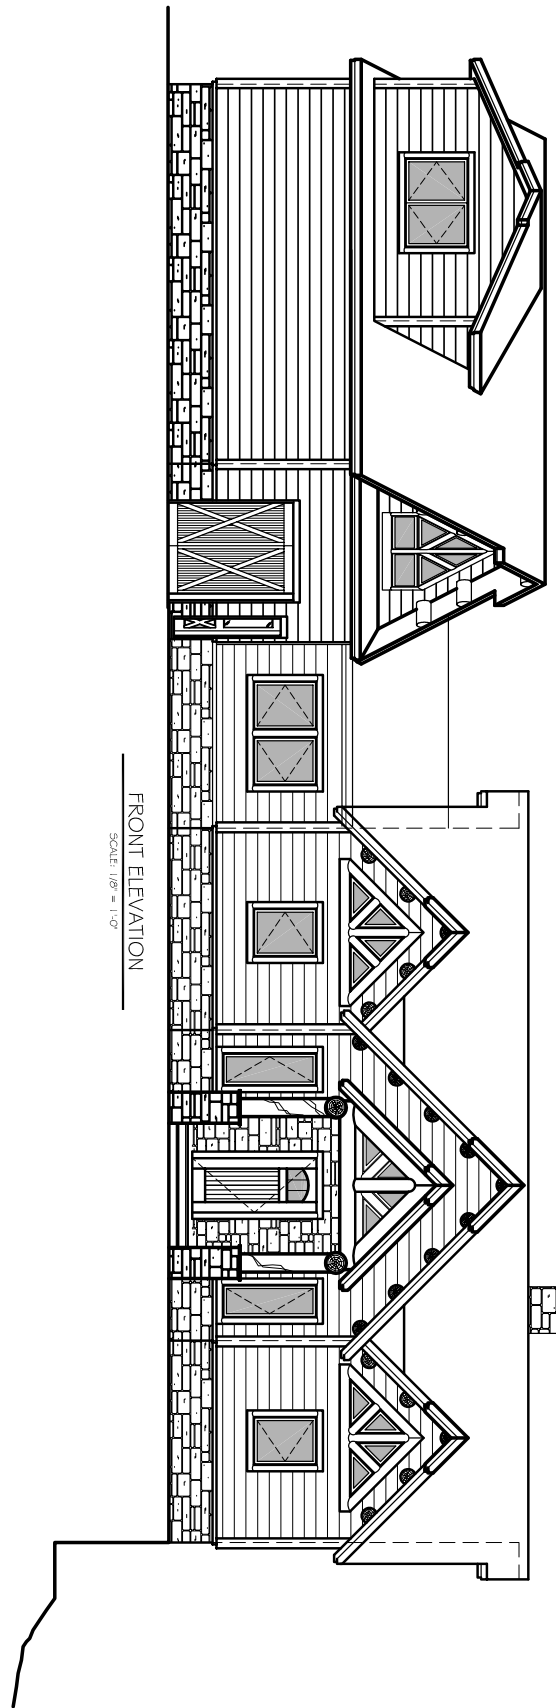 FRONT ELEVATION
SCALE: 1/8" = 1'-0"